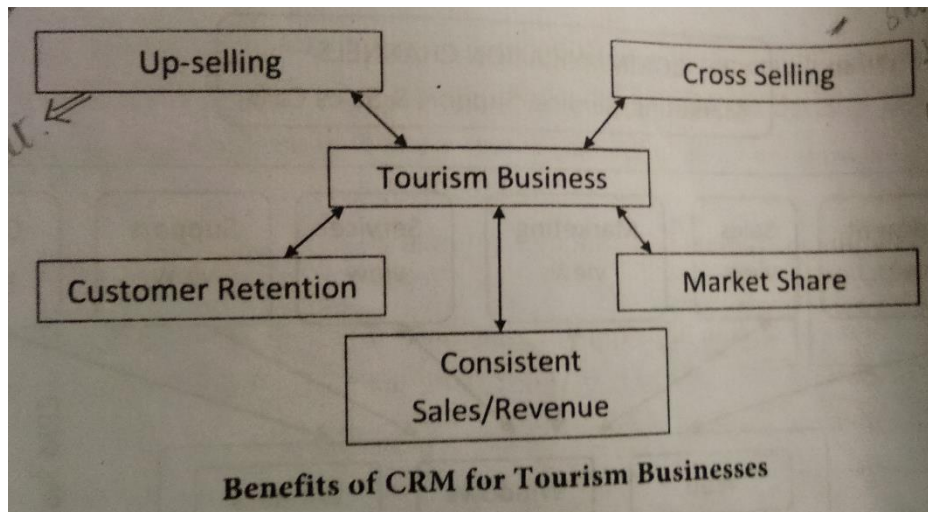 Up-selling
Cross Selling
Tourism Business
Customer Retention
Market Share
Consistent
Sales/Revenue
Benefits of CRM for Tourism Businesses